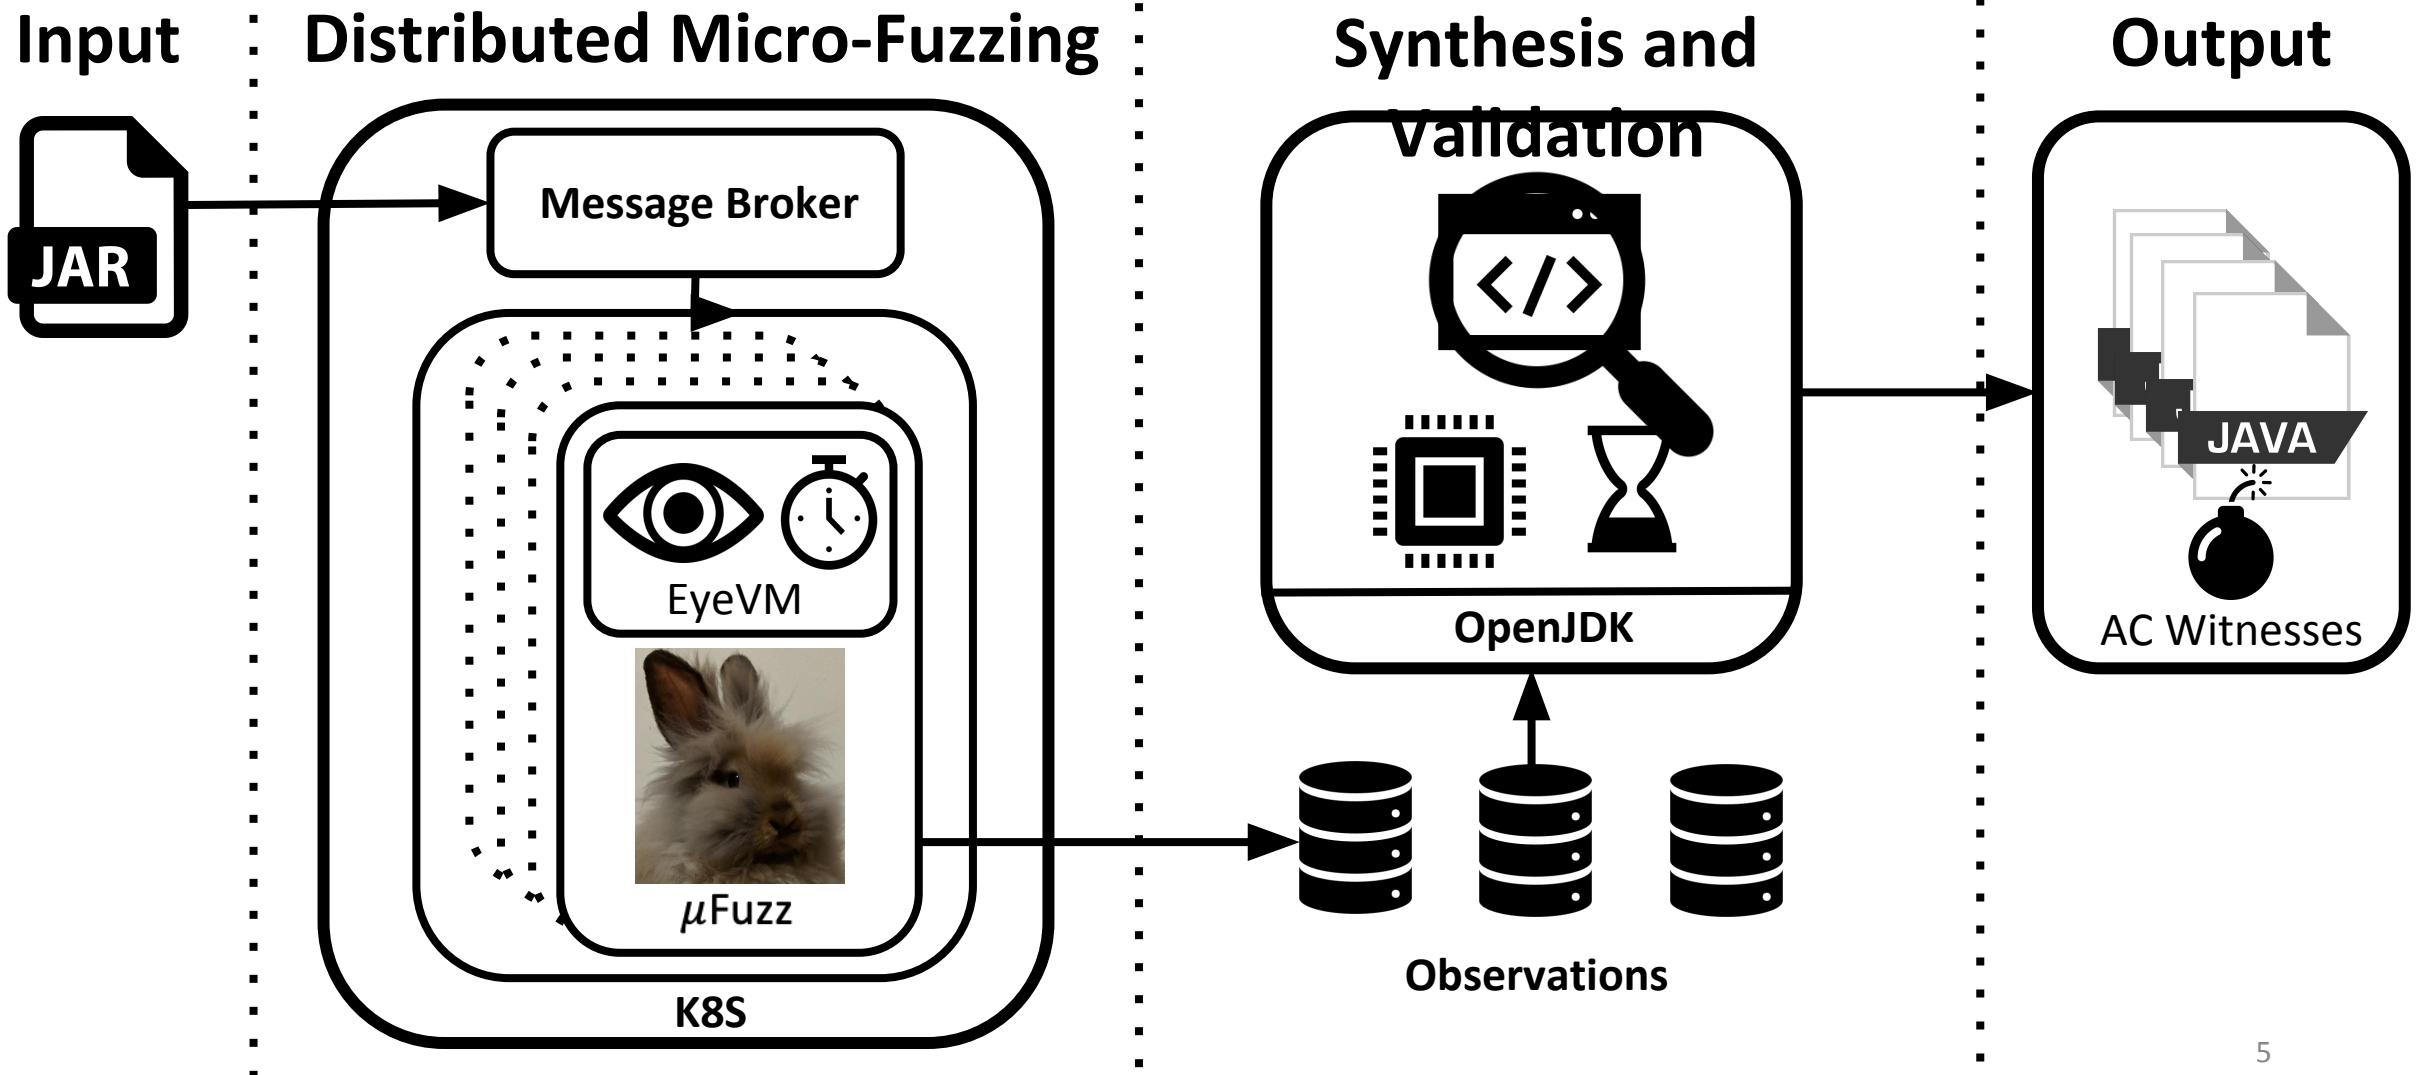 Input
Distributed Micro-Fuzzing
Synthesis and
Validation
Output
JAR
Message Broker
EyeVM
μFuzz
K8S
</>
OpenJDK
Observations
JAVA
AC Witnesses
5